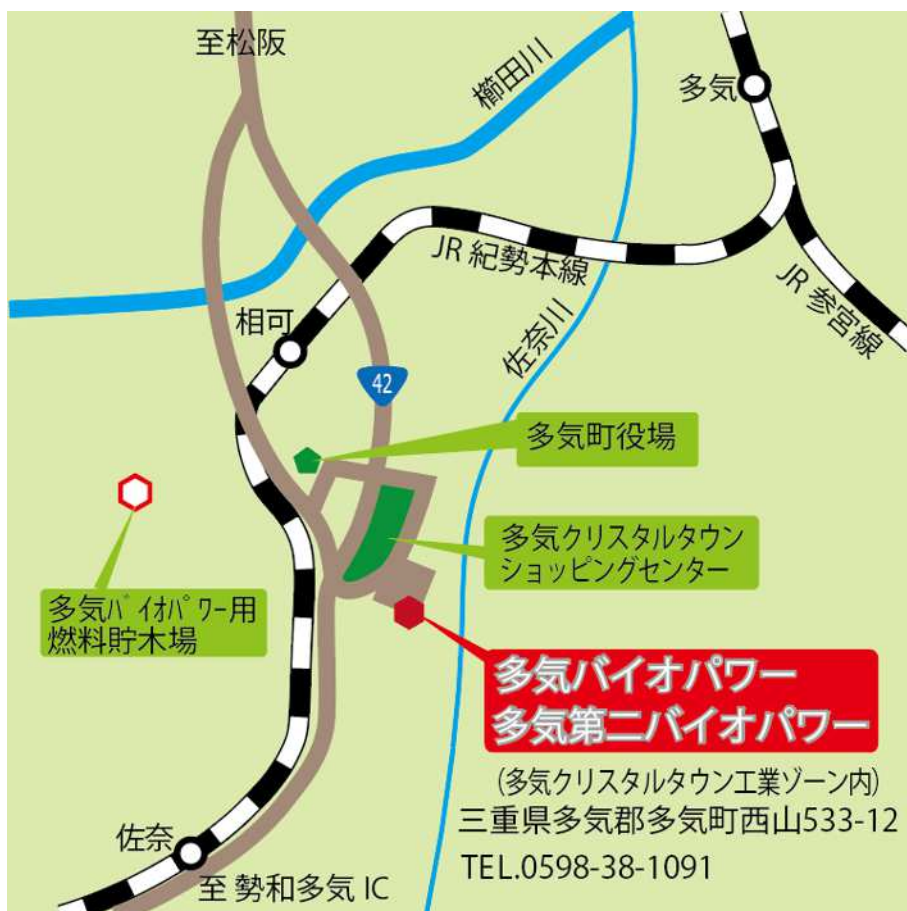 至松阪
櫛田川
多気
JR 紀勢本線
JR 参宮線
相可
佐奈川
42
多気町役場
多気クリスタルタウン
ショッピングセンター
多気バイオパワー用
燃料貯木場
多気バイオパワー
多気第二バイオパワー
(多気クリスタルタウン工業ゾーン内)
三重県多気郡多気町西山533-12
TEL.0598-38-1091
佐奈
至 勢和多気 IC